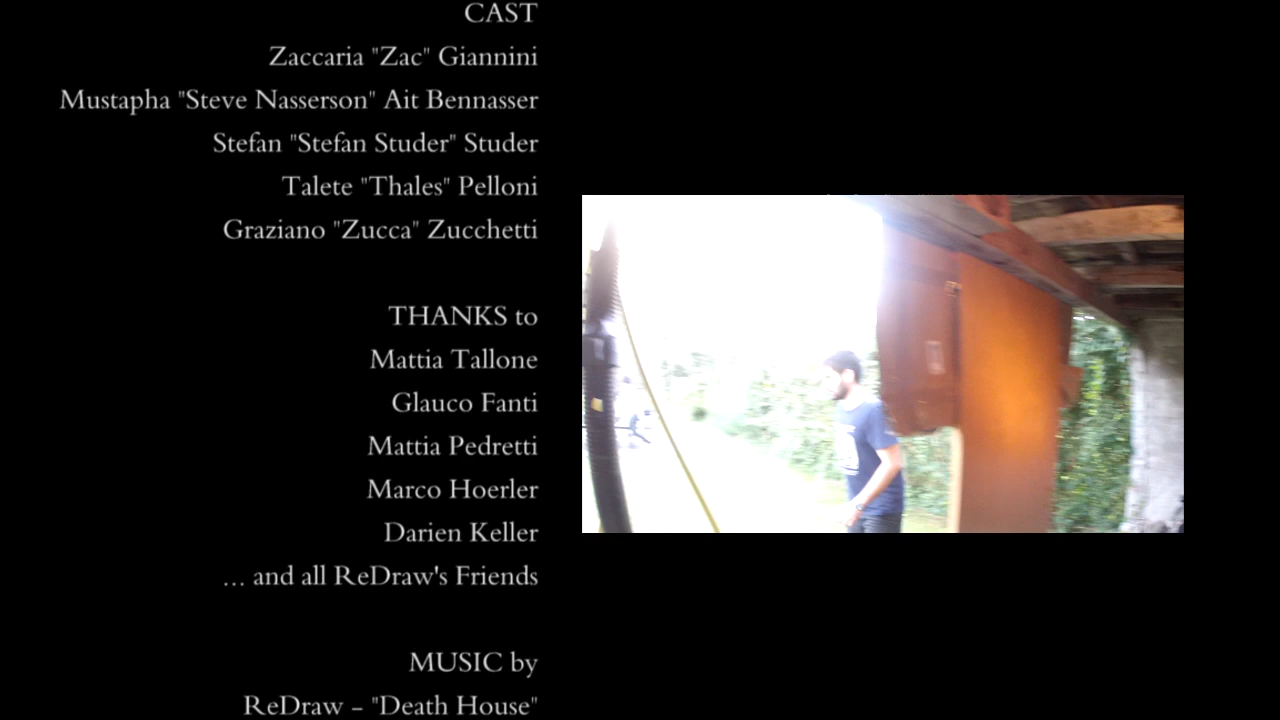 CAST
Zaccaria "Zac" Giannini
Mustapha "Steve Nasserson" Ait Bennasser
Stefan "Stefan Studer" Studer
Talete "Thales" Pelloni
Graziano "Zucca" Zucchetti
THANKS to
Mattia Tallone
Glauco Fanti
Mattia Pedretti
Marco Hoerler
Darien Keller
... and all ReDraw's Friends
MUSIC by
ReDraw - "Death House"